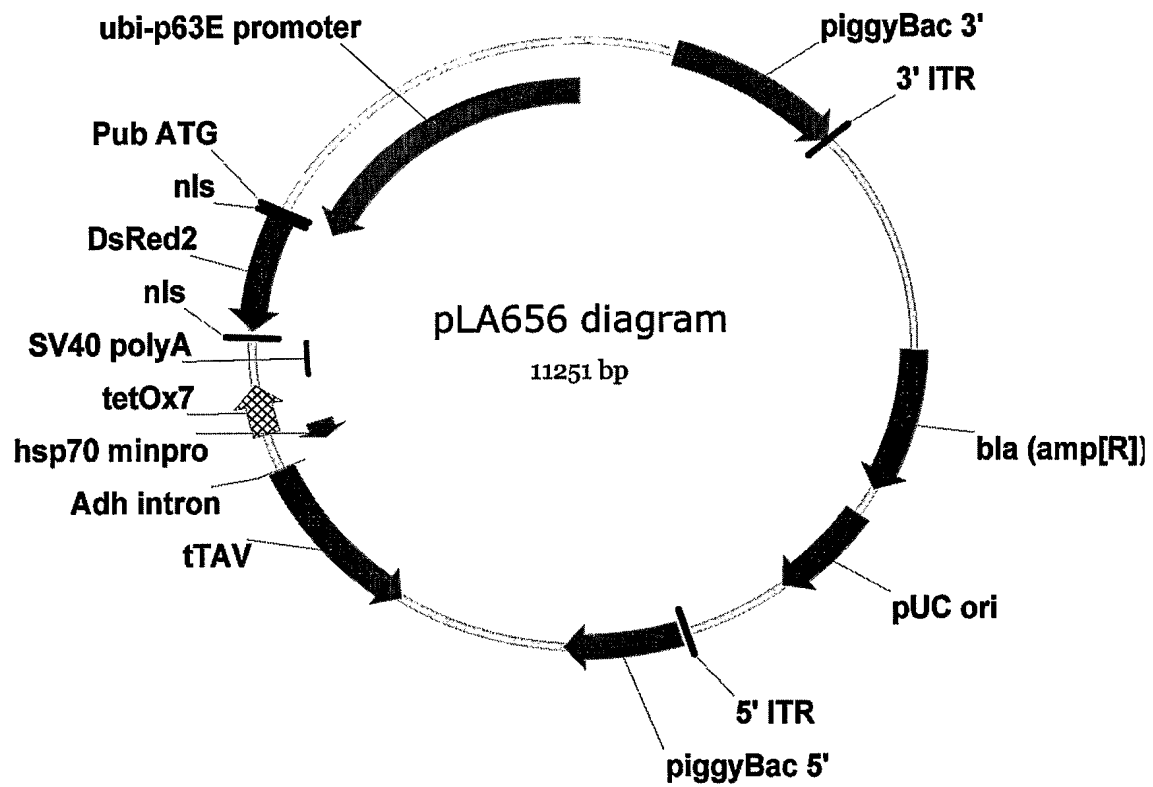 ubi-p63E promoter
piggyBac 3'
3' ITR
Pub ATG
nls
DsRed2
nls
pLA656 diagram
SV40 polyA
11251 bp
tetOx7
hsp70 minpro
bla (amp[R])
Adh intron
tTAV
pUC ori
5' ITR
piggyBac 5'